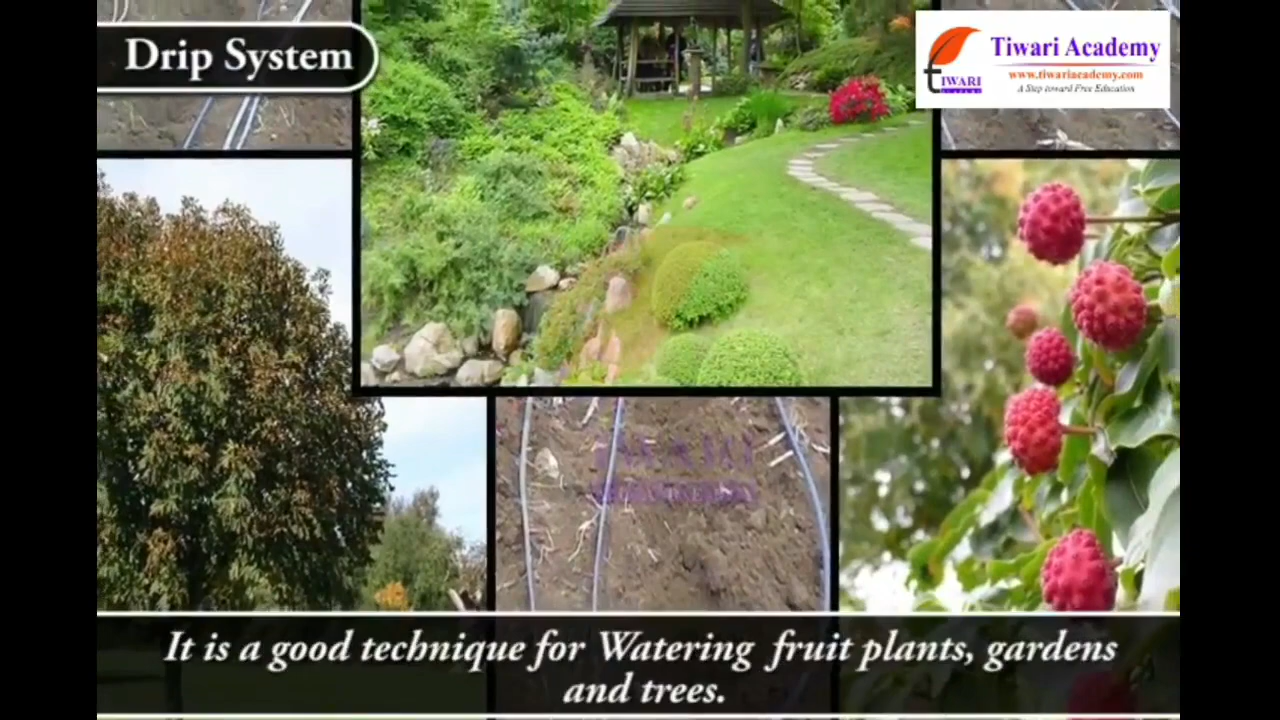 Drip System
Tiwari Academy
TIWARI
www.tiwariacademy.com
A Step toward Free Education
It is a good technique for Watering fruit plants, gardens
and trees.